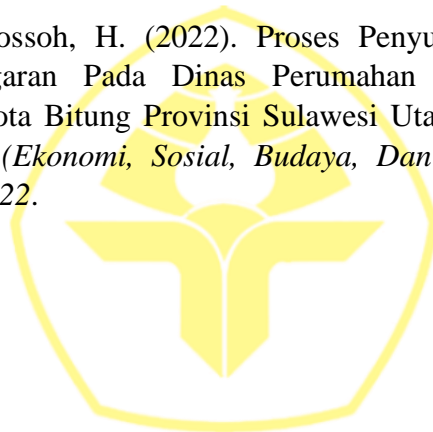 ossoh, H. (2022). Proses Penyu
garan Pada Dinas Perumahan
ota Bitung Provinsi Sulawesi Uta
(Ekonomi, Sosial, Budaya, Dan
22.